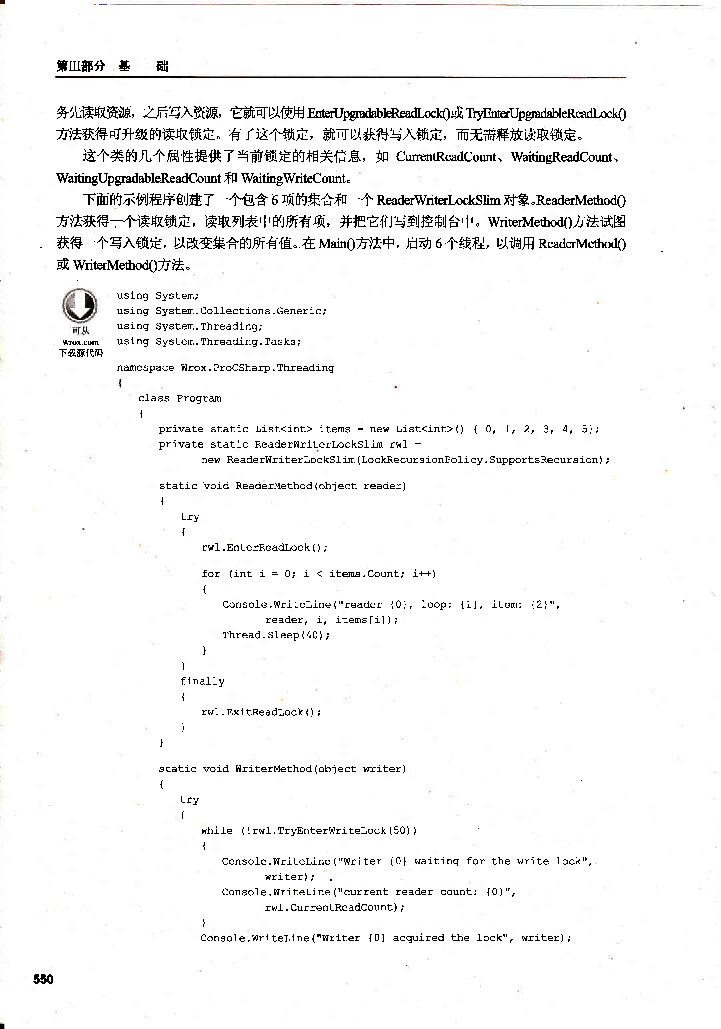 第III部分 基 础
务先读取资源，之后写入资源，它就可以使用 EnterUpgradableReadLock()或 TryEnterUpgradableReadLock()
方法获得可升级的读取锁定。有了这个锁定，就可以获得写入锁定，而无需释放读取锁定。
这个类的几个属性提供了当前锁定的相关信息，如 CurrentReadCount、WaitingReadCount、
WaitingUpgradableReadCount 和 WaitingWriteCount。
下面的示例程序创建了一个包含 6 项的集合和一个 ReaderWriterLockSlim 对象。ReaderMethod()
方法获得一个读取锁定，读取列表中的所有项，并把它们写到控制台中。WriterMethod()方法试图
获得一个写入锁定，以改变集合的所有值。在 Main()方法中，启动 6 个线程，以调用 ReaderMethod()
或 WriterMethod()方法。
可从
wrox.com
下载源代码
using System;
using System.Collections.Generic;
using System.Threading;
using System.Threading.Tasks;
namespace Wrox.ProCSharp.Threading
{
class Program
{
private static List<int> items = new List<int>() { 0, 1, 2, 3, 4, 5};
private static ReaderWriterLockSlim rwl =
new ReaderWriterLockSlim(LockRecursionPolicy.SupportsRecursion);
static void ReaderMethod(object reader)
{
try
{
rwl.EnterReadLock();
for (int i = 0; i < items.Count; i++)
{
Console.WriteLine("reader {0}, loop: {1}, item: {2}",
reader, i, items[i]);
Thread.Sleep(40);
}
}
finally
{
rwl.ExitReadLock();
}
}
static void WriterMethod(object writer)
{
try
{
while (!rwl.TryEnterWriteLock(50))
{
Console.WriteLine("Writer {0} waiting for the write lock",
writer);
Console.WriteLine("current reader count: {0}",
rwl.CurrentReadCount);
}
Console.WriteLine("Writer {0} acquired the lock", writer);
550